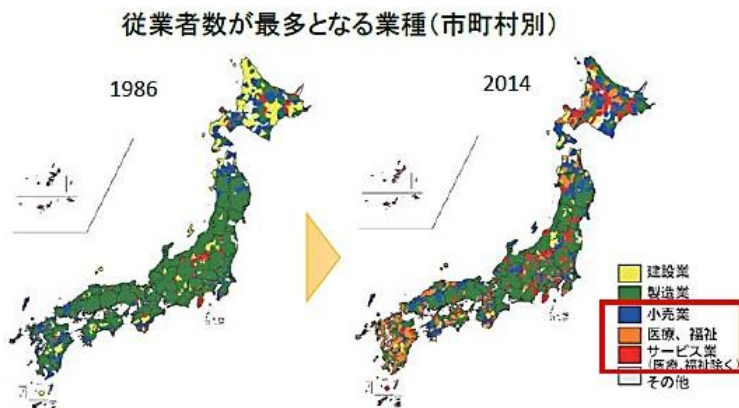 従業者数が最多となる業種(市町村別)
1986
2014
建設業
製造業
小売業
医療、福祉
サービス業
(医療、福祉除く)
その他